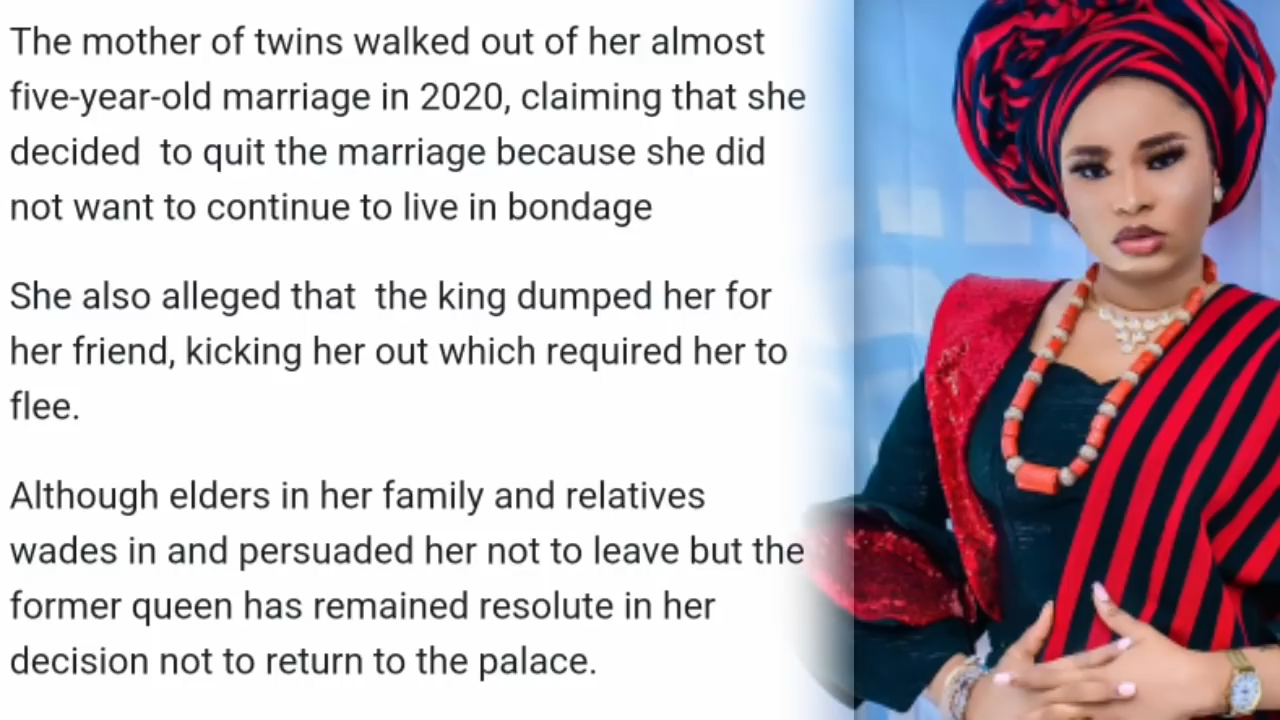 The mother of twins walked out of her almost
five-year-old marriage in 2020, claiming that she
decided  to quit the marriage because she did
not want to continue to live in bondage
She also alleged that  the king dumped her for
her friend, kicking her out which required her to
flee.
Although elders in her family and relatives
wades in and persuaded her not to leave but the
former queen has remained resolute in her
decision not to return to the palace.